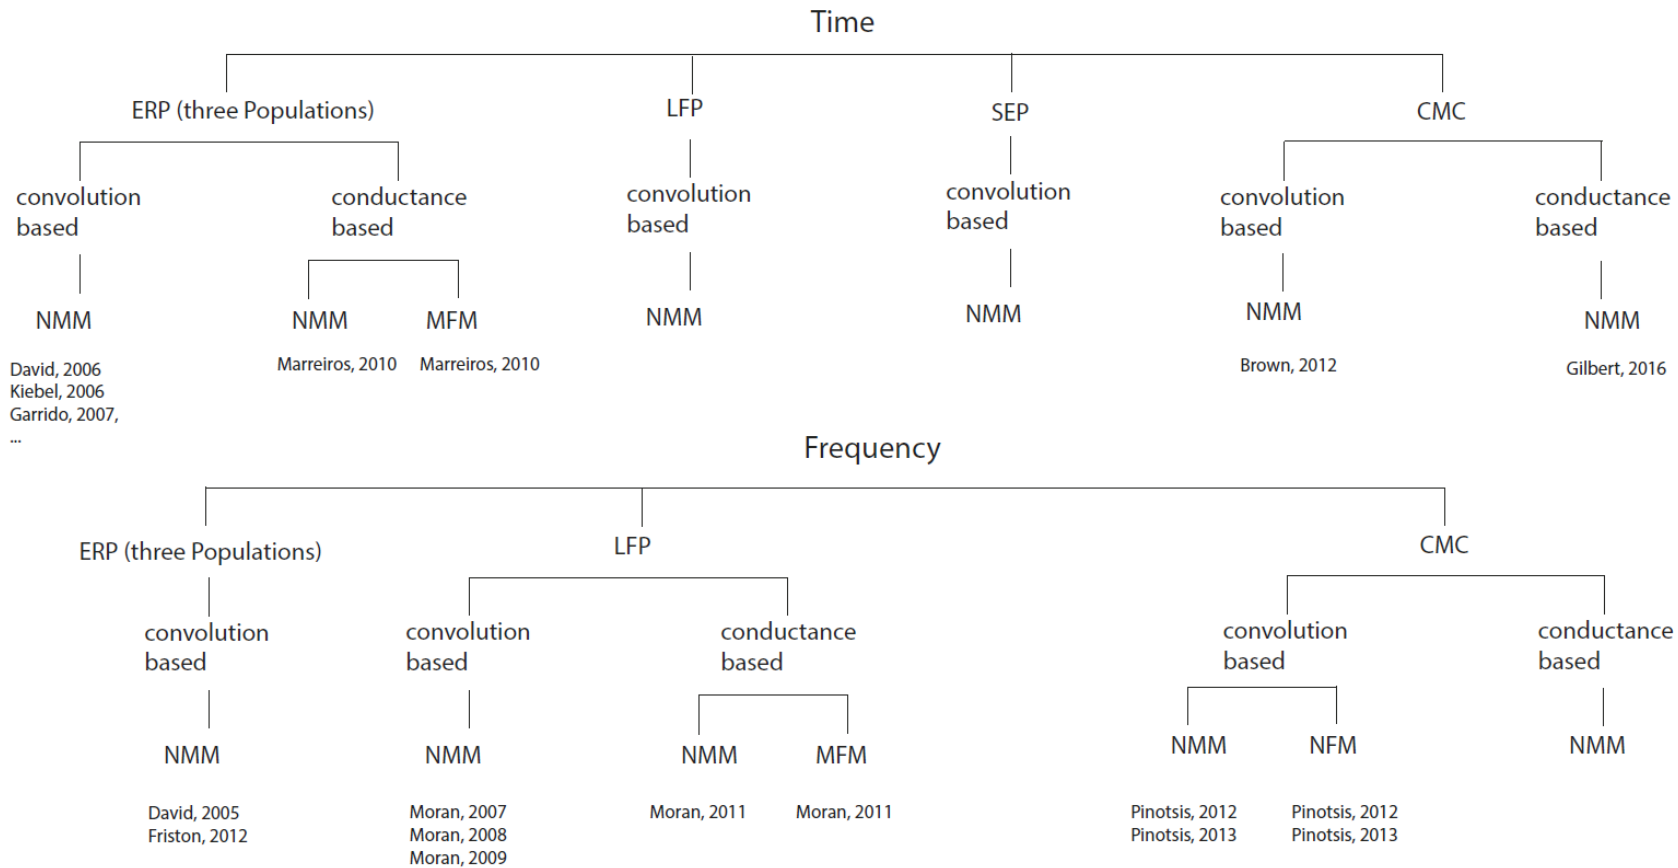 Time
ERP (three Populations)
LFP
SEP
CMC
convolution
based
conductance
based
convolution
based
convolution
based
convolution
based
conductance
based
NMM
NMM
MFM
NMM
NMM
NMM
NMM
David, 2006
Kiebel, 2006
Garrido, 2007,
...
Marreiros, 2010
Marreiros, 2010
Brown, 2012
Gilbert, 2016
Frequency
ERP (three Populations)
LFP
CMC
convolution
based
convolution
based
conductance
based
convolution
based
conductance
based
NMM
NMM
NMM
MFM
NMM
NFM
NMM
David, 2005
Friston, 2012
Moran, 2007
Moran, 2008
Moran, 2009
Moran, 2011
Moran, 2011
Pinotsis, 2012
Pinotsis, 2013
Pinotsis, 2012
Pinotsis, 2013